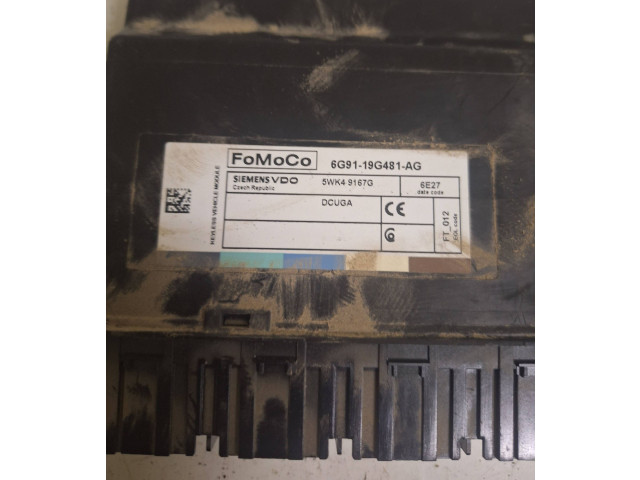 FoMoCo 6G91-19G481-AG
SIEMENS VDO 5WK4 9167G 6E27
Czech Republic date code
DCUGA CE
KEYLESS VEHICLE MODULE
FT_012